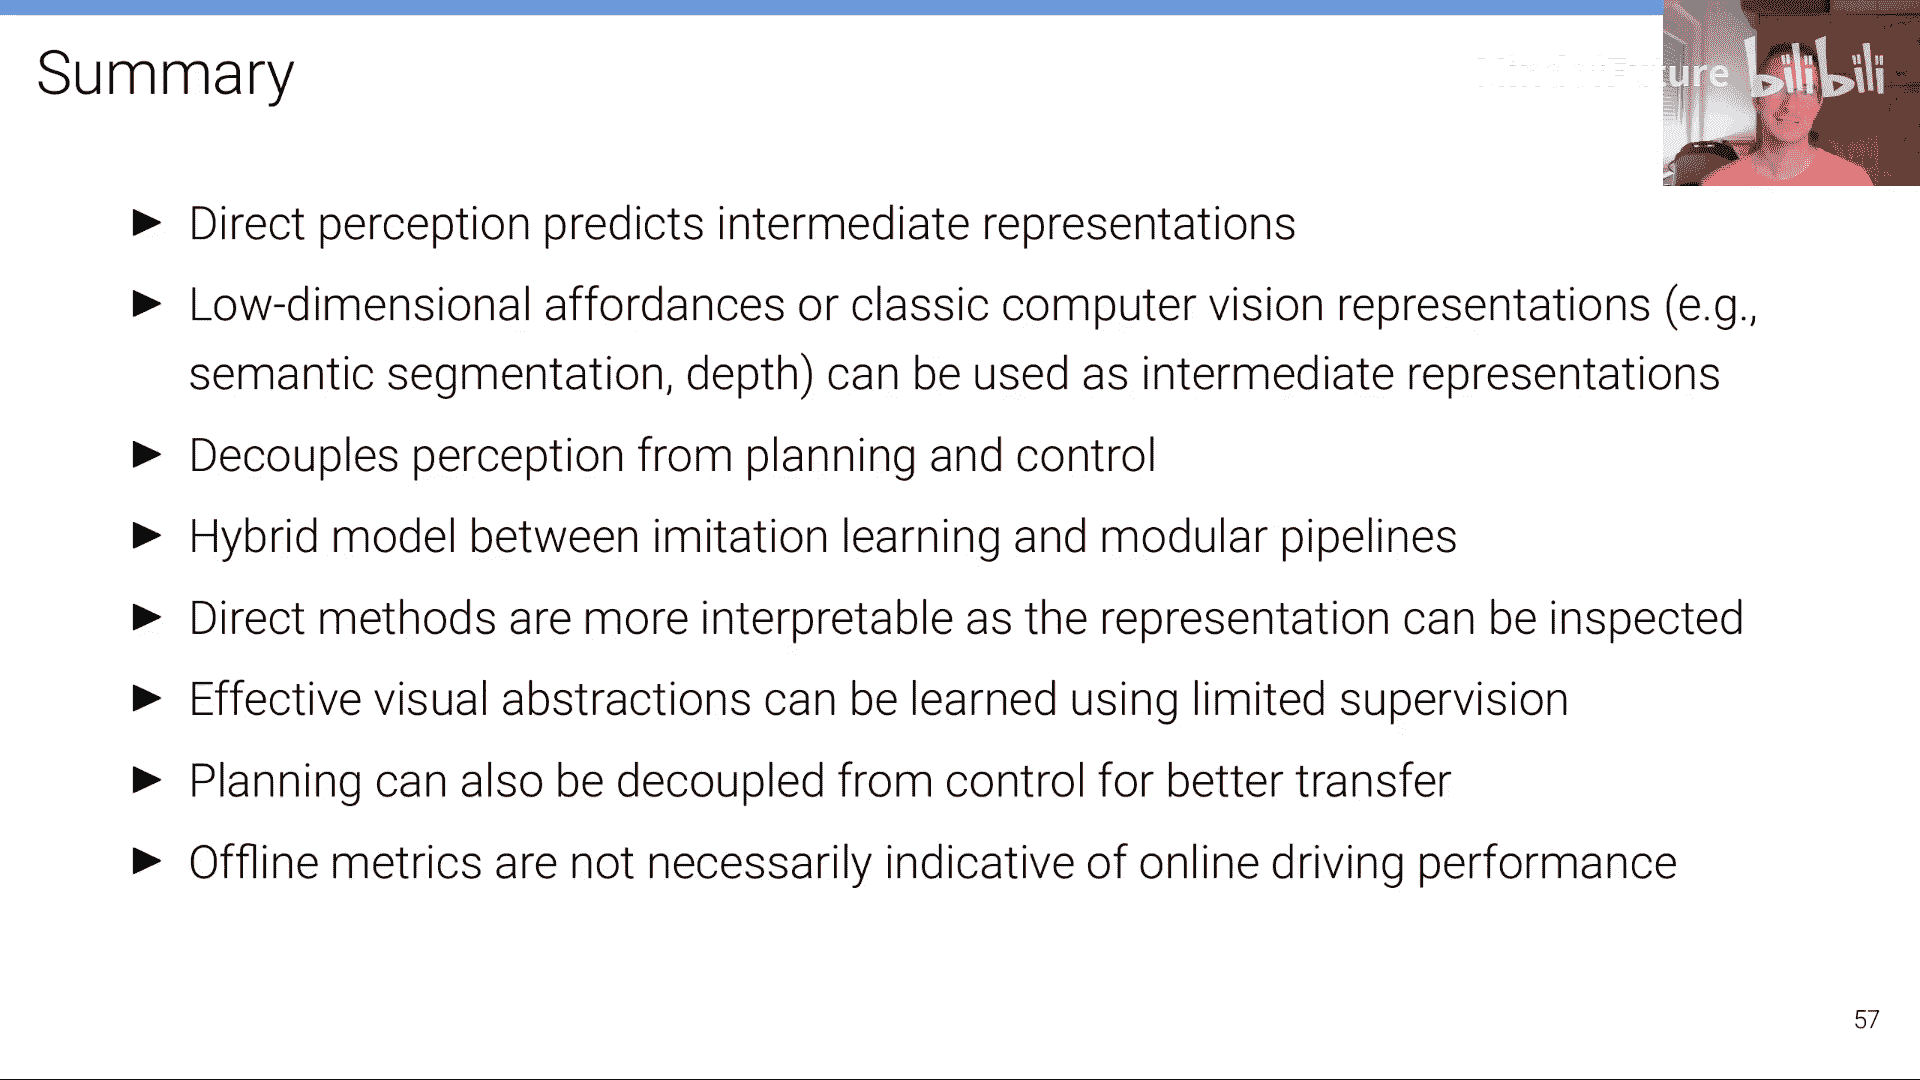 Summary
bilibili
► Direct perception predicts intermediate representations
► Low-dimensional affordances or classic computer vision representations (e.g.,
semantic segmentation, depth) can be used as intermediate representations
► Decouples perception from planning and control
► Hybrid model between imitation learning and modular pipelines
► Direct methods are more interpretable as the representation can be inspected
► Effective visual abstractions can be learned using limited supervision
► Planning can also be decoupled from control for better transfer
► Offline metrics are not necessarily indicative of online driving performance
57